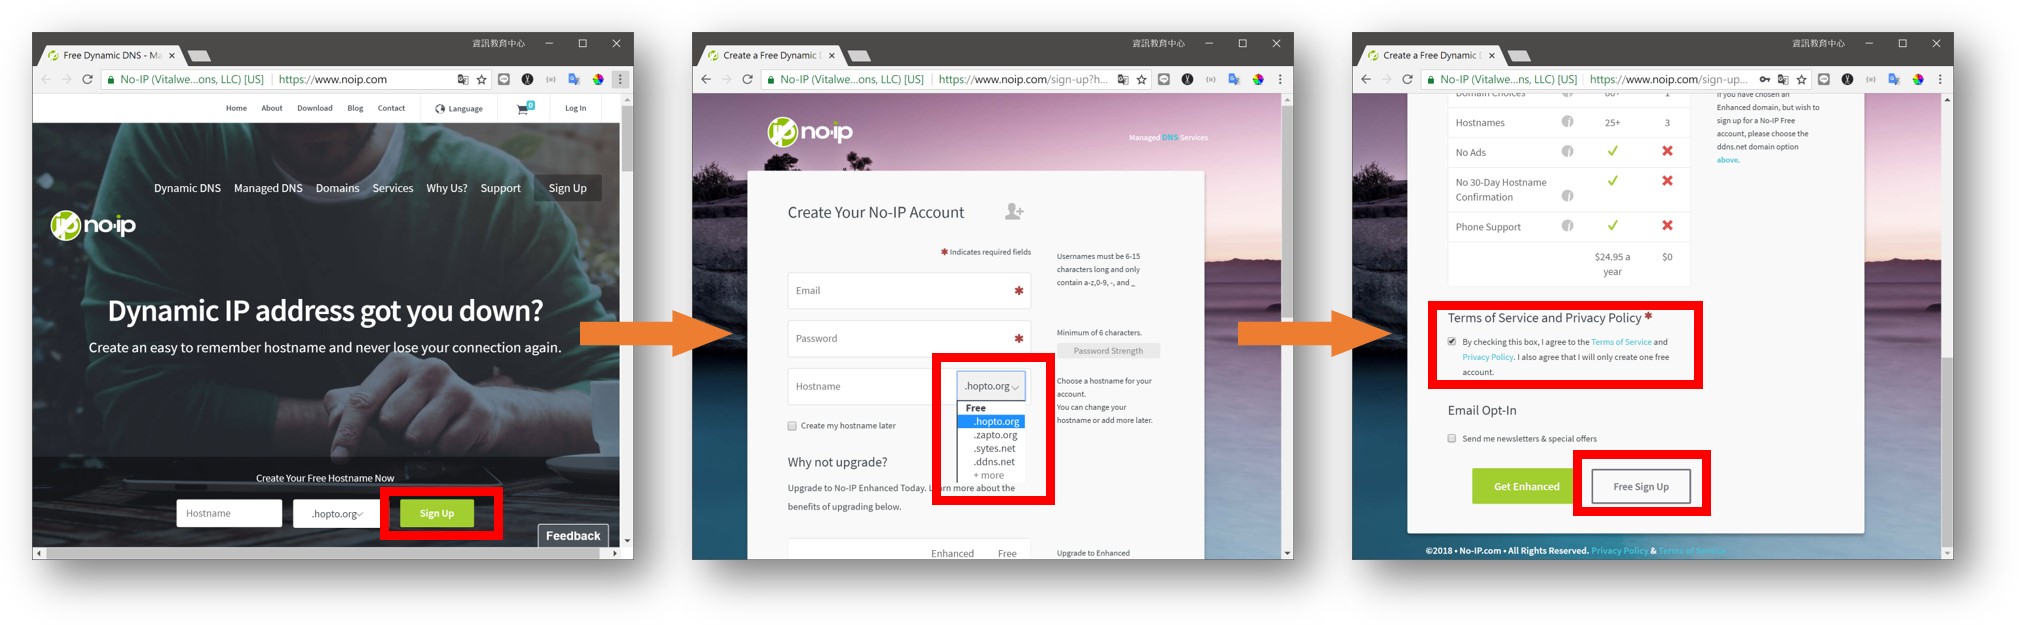 資訊教育中心
Free Dynamic DNS - Ma
No-IP (Vitalwe...ons, LLC) [US] https://www.noip.com
Home About Download Blog Contact Language 0 Log In
Dynamic DNS Managed DNS Domains Services Why Us? Support Sign Up
no-ip
Dynamic IP address got you down?
Create an easy to remember hostname and never lose your connection again.
Create Your Free Hostname Now
Hostname .hopto.org Sign Up
Feedback
資訊教育中心
Create a Free Dynamic D
No-IP (Vitalwe...ons, LLC) [US] https://www.noip.com/sign-up?h...
no-ip
Managed DNS Services
Create Your No-IP Account
* Indicates required fields
Email *
Usernames must be 6-15
characters long and only
contain a-z,0-9, -, and _
Password *
Minimum of 6 characters.
Password Strength
Hostname .hopto.org
Free
.hopto.org
.zapto.org
.sytes.net
.ddns.net
+ more
Choose a hostname for your
account.
You can change your
hostname or add more later.
Create my hostname later
Why not upgrade?
Upgrade to No-IP Enhanced Today. Learn more about the
benefits of upgrading below.
Enhanced Free
Upgrade to Enhanced
資訊教育中心
Create a Free Dynamic D
No-IP (Vitalwe...ns, LLC) [US] https://www.noip.com/sign-up...
Domain Choices 80+ 1
Hostnames 25+ 3
No Ads
No 30-Day Hostname
Confirmation
Phone Support
$24.95 a
year
$0
If you have chosen an
Enhanced domain, but wish to
sign up for a No-IP Free
account, please choose the
ddns.net domain option
above.
Terms of Service and Privacy Policy *
By checking this box, I agree to the Terms of Service and
Privacy Policy. I also agree that I will only create one free
account.
Email Opt-In
Send me newsletters & special offers
Get Enhanced Free Sign Up
©2018 • No-IP.com • All Rights Reserved. Privacy Policy & Terms of Service